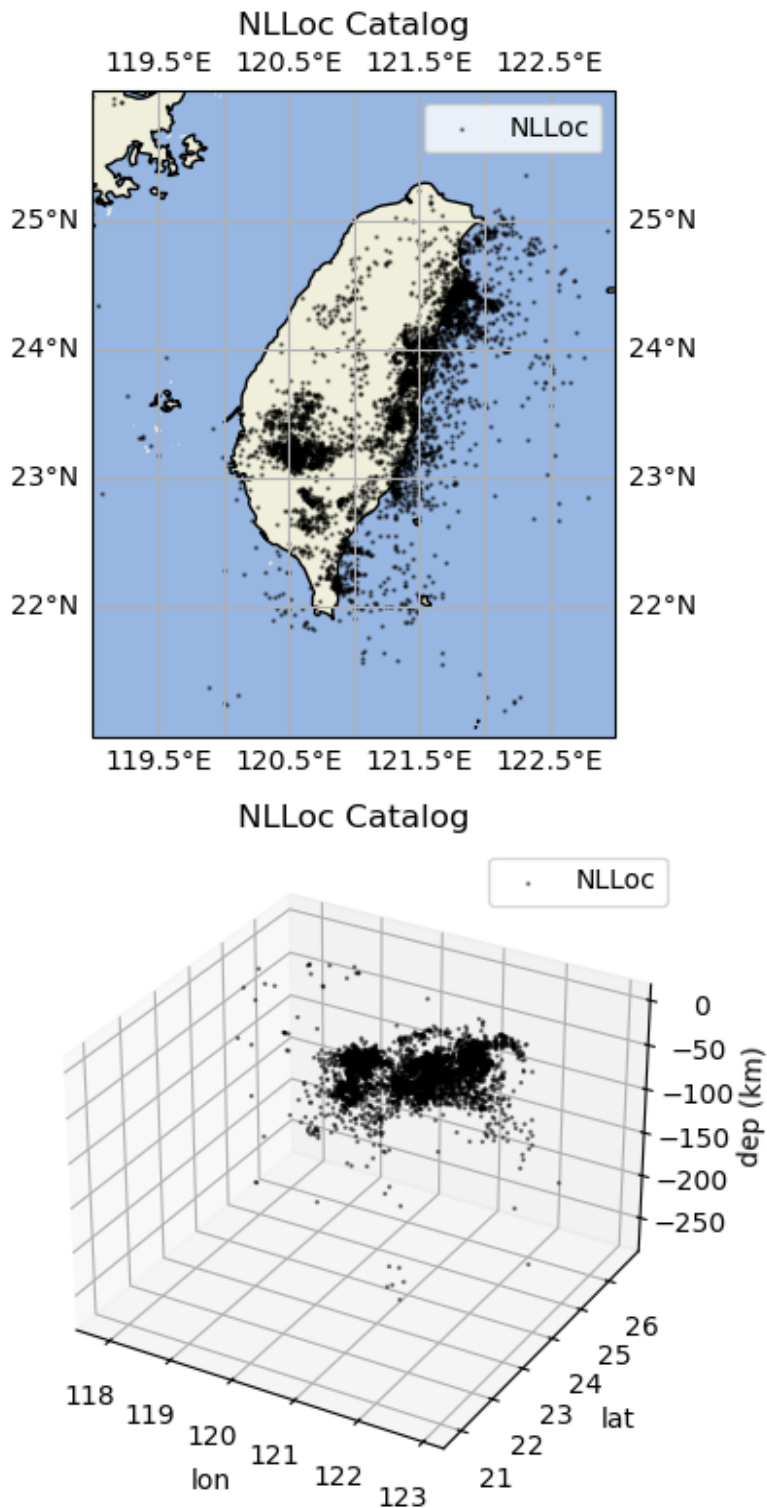 NLLoc Catalog
119.5°E 120.5°E 121.5°E 122.5°E
NLLoc
25°N 25°N
24°N 24°N
23°N 23°N
22°N 22°N
119.5°E 120.5°E 121.5°E 122.5°E
NLLoc Catalog
NLLoc
0
−50
−100
−150
−200
−250
dep (km)
26
25
24
23
22
21
lat
118
119
120
121
122
123
lon